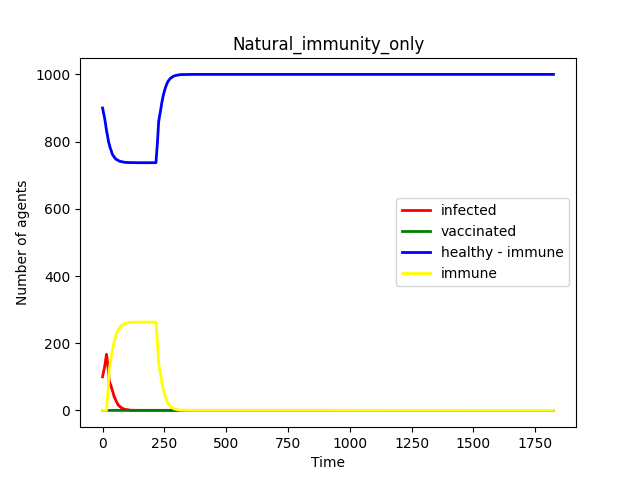 Natural_immunity_only
Number of agents
1000
800
600
400
200
0
infected
vaccinated
healthy - immune
immune
0 250 500 750 1000 1250 1500 1750
Time